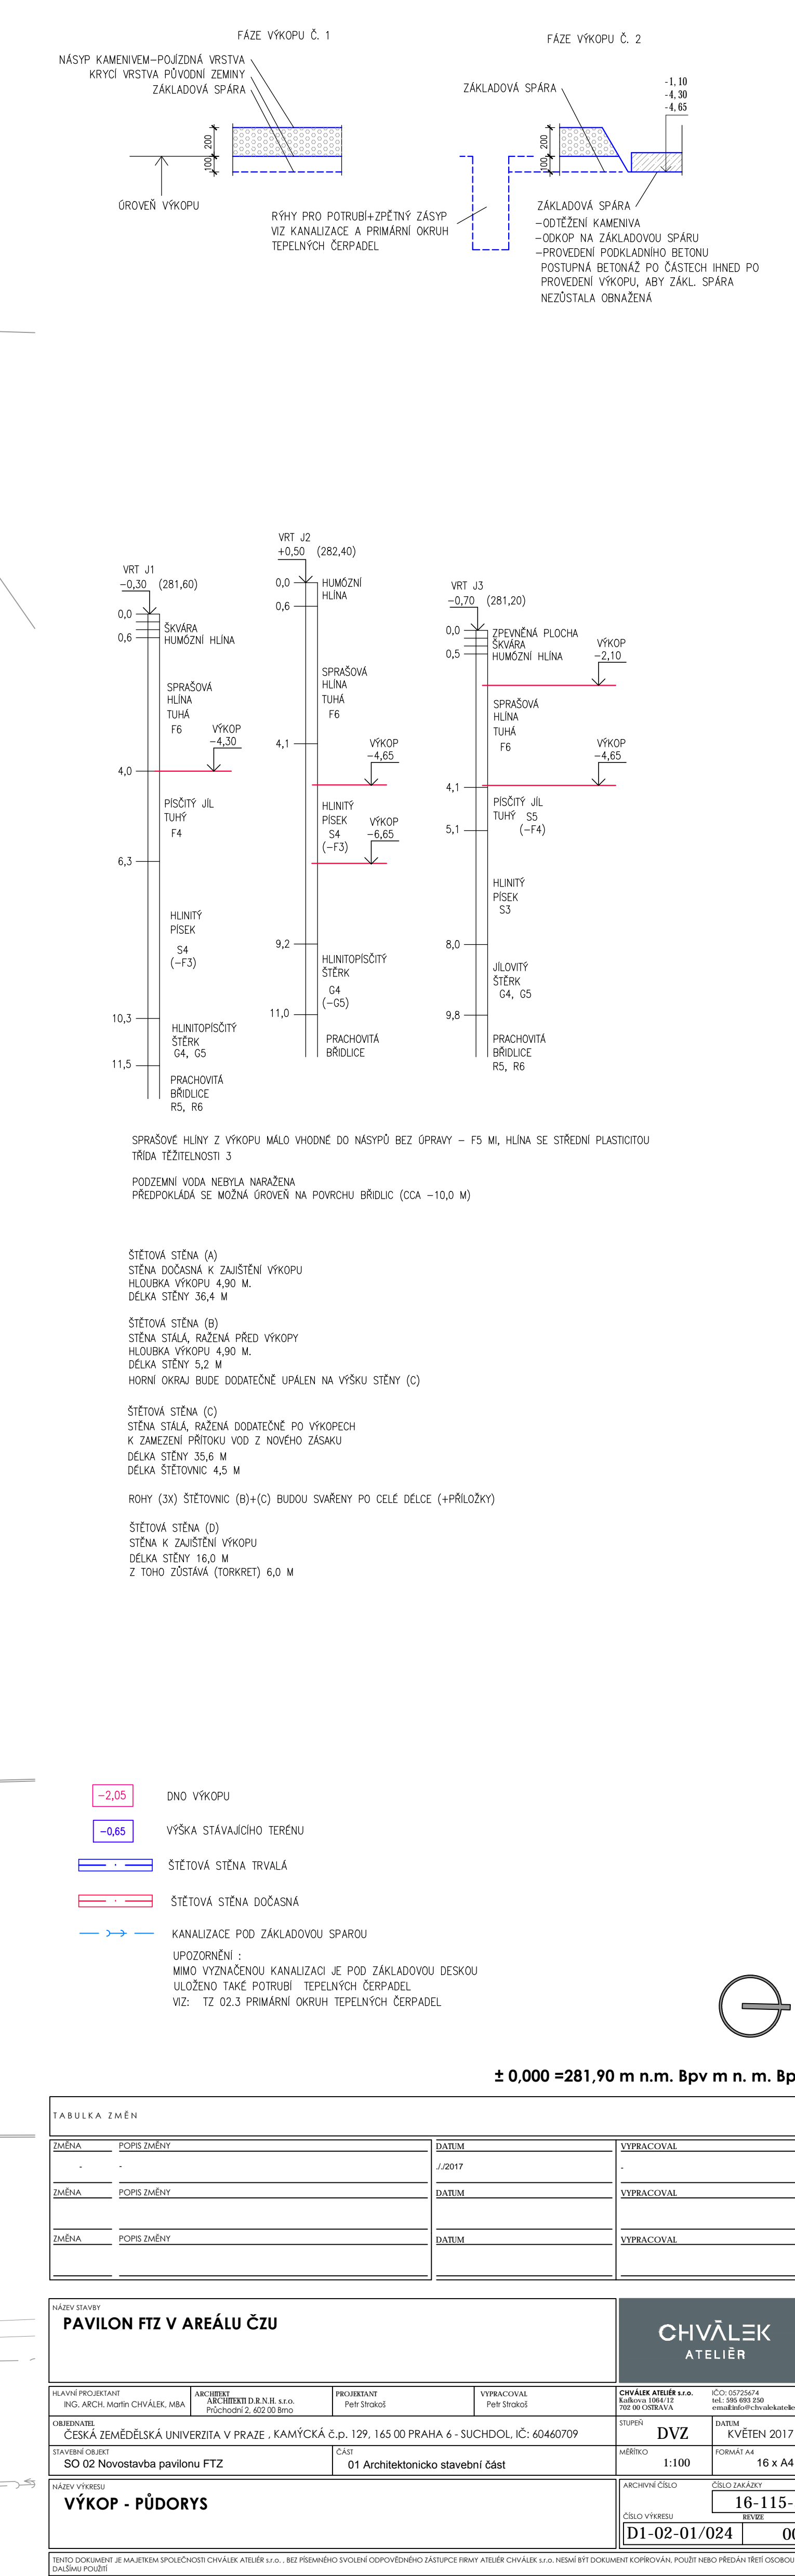 FÁZE VÝKOPU Č. 1
NÁSYP KAMENIVEM-POJÍZDNÁ VRSTVA
KRYCÍ VRSTVA PŮVODNÍ ZEMINY
ZÁKLADOVÁ SPÁRA
200
100
ÚROVEŇ VÝKOPU
FÁZE VÝKOPU Č. 2
ZÁKLADOVÁ SPÁRA
-1,10
-4,30
-4,65
200
100
RÝHY PRO POTRUBÍ+ZPĚTNÝ ZÁSYP
VIZ KANALIZACE A PRIMÁRNÍ OKRUH
TEPELNÝCH ČERPADEL
ZÁKLADOVÁ SPÁRA
-ODTĚŽENÍ KAMENIVA
-ODKOP NA ZÁKLADOVOU SPÁRU
-PROVEDENÍ PODKLADNÍHO BETONU
POSTUPNÁ BETONÁŽ PO ČÁSTECH IHNED PO
PROVEDENÍ VÝKOPU, ABY ZÁKL. SPÁRA
NEZŮSTALA OBNAŽENÁ
VRT J1
-0,30 (281,60)
0,0
ŠKVÁRA
0,6
HUMÓZNÍ HLÍNA
SPRAŠOVÁ
HLÍNA
TUHÁ
F6
VÝKOP
-4,30
4,0
PÍSČITÝ JÍL
TUHÝ
F4
6,3
HLINITÝ
PÍSEK
S4
(-F3)
10,3
HLINITOPÍSČITÝ
ŠTĚRK
G4, G5
11,5
PRACHOVITÁ
BŘIDLICE
R5, R6
VRT J2
+0,50 (282,40)
0,0
HUMÓZNÍ
HLÍNA
0,6
SPRAŠOVÁ
HLÍNA
TUHÁ
F6
4,1
VÝKOP
-4,65
HLINITÝ
PÍSEK
S4
(-F3)
VÝKOP
-6,65
9,2
HLINITOPÍSČITÝ
ŠTĚRK
G4
(-G5)
11,0
PRACHOVITÁ
BŘIDLICE
VRT J3
-0,70 (281,20)
0,0
ZPEVNĚNÁ PLOCHA
ŠKVÁRA
0,5
HUMÓZNÍ HLÍNA
VÝKOP
-2,10
SPRAŠOVÁ
HLÍNA
TUHÁ
F6
VÝKOP
-4,65
4,1
PÍSČITÝ JÍL
TUHÝ S5
(-F4)
5,1
HLINITÝ
PÍSEK
S3
8,0
JÍLOVITÝ
ŠTĚRK
G4, G5
9,8
PRACHOVITÁ
BŘIDLICE
R5, R6
SPRAŠOVÉ HLÍNY Z VÝKOPU MÁLO VHODNÉ DO NÁSYPŮ BEZ ÚPRAVY - F5 MI, HLÍNA SE STŘEDNÍ PLASTICITOU
TŘÍDA TĚŽITELNOSTI 3
PODZEMNÍ VODA NEBYLA NARAŽENA
PŘEDPOKLÁDÁ SE MOŽNÁ ÚROVEŇ NA POVRCHU BŘIDLIC (CCA -10,0 M)
ŠTĚTOVÁ STĚNA (A)
STĚNA DOČASNÁ K ZAJIŠTĚNÍ VÝKOPU
HLOUBKA VÝKOPU 4,90 M.
DÉLKA STĚNY 36,4 M
ŠTĚTOVÁ STĚNA (B)
STĚNA STÁLÁ, RAŽENÁ PŘED VÝKOPY
HLOUBKA VÝKOPU 4,90 M.
DÉLKA STĚNY 5,2 M
HORNÍ OKRAJ BUDE DODATEČNĚ UPÁLEN NA VÝŠKU STĚNY (C)
ŠTĚTOVÁ STĚNA (C)
STĚNA STÁLÁ, RAŽENÁ DODATEČNĚ PO VÝKOPECH
K ZAMEZENÍ PŘÍTOKU VOD Z NOVÉHO ZÁSAKU
DÉLKA STĚNY 35,6 M
DÉLKA ŠTĚTOVNIC 4,5 M
ROHY (3X) ŠTĚTOVNIC (B)+(C) BUDOU SVAŘENY PO CELÉ DÉLCE (+PŘÍLOŽKY)
ŠTĚTOVÁ STĚNA (D)
STĚNA K ZAJIŠTĚNÍ VÝKOPU
DÉLKA STĚNY 16,0 M
Z TOHO ZŮSTÁVÁ (TORKRET) 6,0 M
-2,05 DNO VÝKOPU
-0,65 VÝŠKA STÁVAJÍCÍHO TERÉNU
ŠTĚTOVÁ STĚNA TRVALÁ
ŠTĚTOVÁ STĚNA DOČASNÁ
KANALIZACE POD ZÁKLADOVOU SPAROU
UPOZORNĚNÍ :
MIMO VYZNAČENOU KANALIZACI JE POD ZÁKLADOVOU DESKOU
ULOŽENO TAKÉ POTRUBÍ TEPELNÝCH ČERPADEL
VIZ: TZ 02.3 PRIMÁRNÍ OKRUH TEPELNÝCH ČERPADEL
± 0,000 =281,90 m n.m. Bpv m n. m. Bp
TABULKA ZMĚN
ZMĚNA POPIS ZMĚNY DATUM VYPRACOVAL
- - ././2017 -
ZMĚNA POPIS ZMĚNY DATUM VYPRACOVAL
ZMĚNA POPIS ZMĚNY DATUM VYPRACOVAL
NÁZEV STAVBY
PAVILON FTZ V AREÁLU ČZU
CHVÁLEK
ATELIÉR
HLAVNÍ PROJEKTANT
ING. ARCH. Martin CHVÁLEK, MBA
ARCHITEKT
ARCHITEKTI D.R.N.H. s.r.o.
Průchodní 2, 602 00 Brno
PROJEKTANT
Petr Strakoš
VYPRACOVAL
Petr Strakoš
CHVÁLEK ATELIÉR s.r.o. IČO: 05725674
Kafkova 1064/12 tel.: 595 693 250
702 00 OSTRAVA email:info@chvalekatelie
OBJEDNATEL
ČESKÁ ZEMĚDĚLSKÁ UNIVERZITA V PRAZE , KAMÝCKÁ č.p. 129, 165 00 PRAHA 6 - SUCHDOL, IČ: 60460709
STUPEŇ
DVZ
DATUM
KVĚTEN 2017
STAVEBNÍ OBJEKT
SO 02 Novostavba pavilonu FTZ
ČÁST
01 Architektonicko stavební část
MĚŘÍTKO
1:100
FORMÁT A4
16 x A4
NÁZEV VÝKRESU
VÝKOP - PŮDORYS
ARCHIVNÍ ČÍSLO
ČÍSLO ZAKÁZKY
16-115-
ČÍSLO VÝKRESU
REVIZE
D1-02-01/024
00
TENTO DOKUMENT JE MAJETKEM SPOLEČNOSTI CHVÁLEK ATELIÉR s.r.o. , BEZ PÍSEMNÉHO SVOLENÍ ODPOVĚDNÉHO ZÁSTUPCE FIRMY ATELIÉR CHVÁLEK s.r.o. NESMÍ BÝT DOKUMENT KOPÍROVÁN, POUŽIT NEBO PŘEDÁN TŘETÍ OSOBOU
DALŠÍMU POUŽITÍ